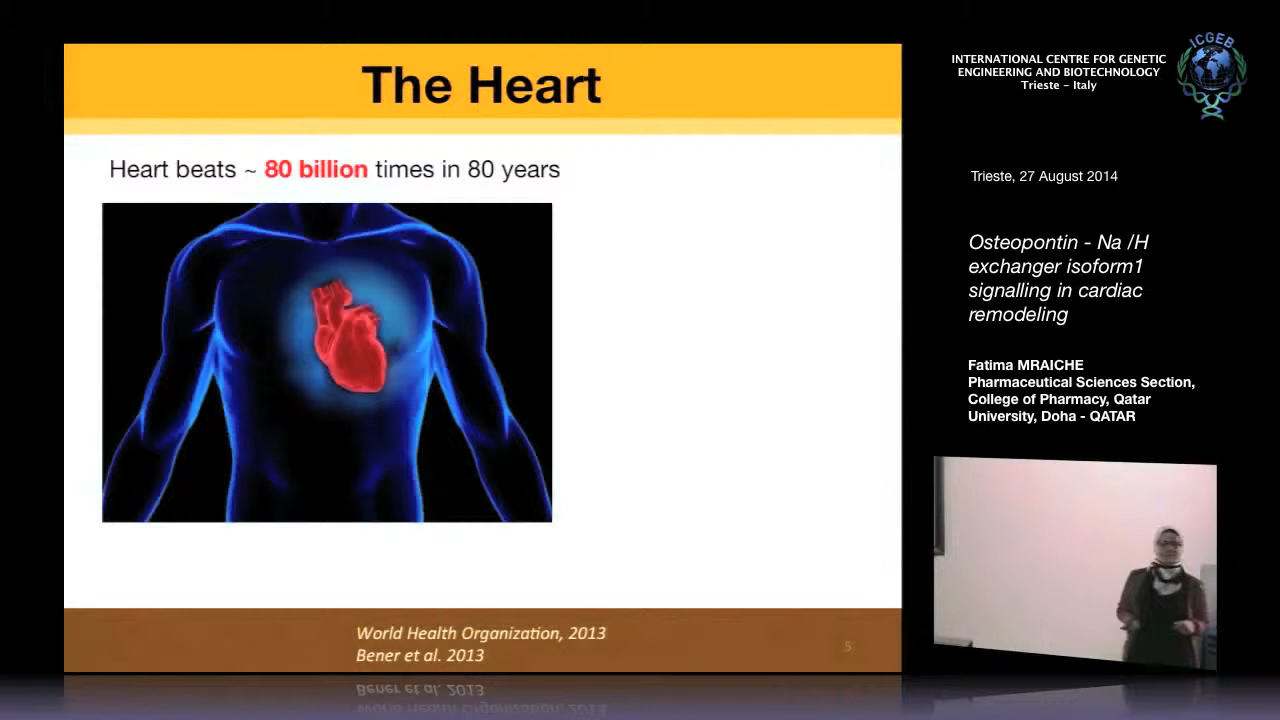 The Heart
Heart beats ~ 80 billion times in 80 years
World Health Organization, 2013
Bener et al. 2013
5
INTERNATIONAL CENTRE FOR GENETIC
ENGINEERING AND BIOTECHNOLOGY
Trieste – Italy
ICGEB
Trieste, 27 August 2014
Osteopontin - Na /H
exchanger isoform1
signalling in cardiac
remodeling
Fatima MRAICHE
Pharmaceutical Sciences Section,
College of Pharmacy, Qatar
University, Doha - QATAR